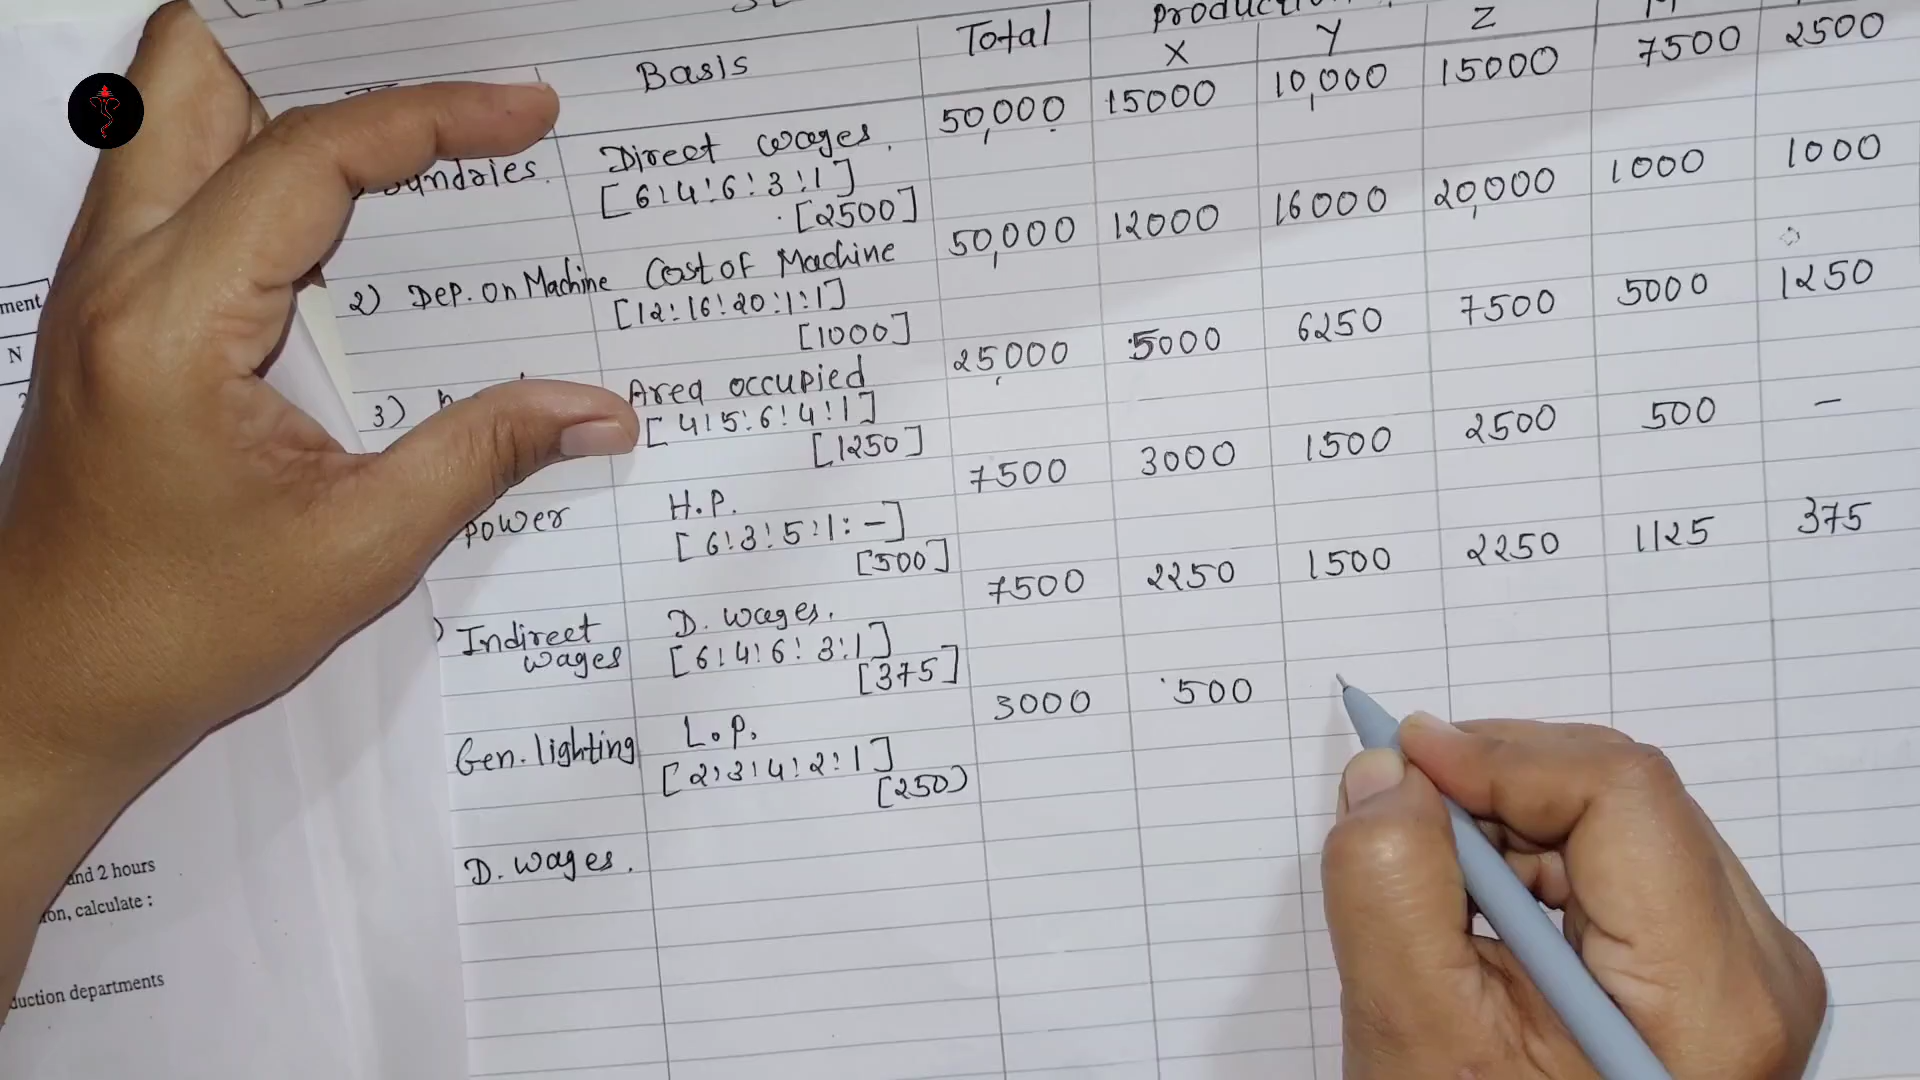 Total
production
Basis
X
Y
Z
oundries.
Direct wages.
50,000
15000
10,000
15000
7500
2500
[6:4:6:3:1]
[2500]
2) Dep. on Machine
Cost of Machine
50,000
12000
16000
20,000
1000
1000
[12:16:20:1:1]
[1000]
3)
Area occupied
25,000
5000
6250
7500
5000
1250
[4:5:6:4:1]
[1250]
power
H.P.
7500
3000
1500
2500
500
-
[6:3:5:1:-]
[500]
) Indirect
wages
D. wages.
7500
2250
1500
2250
1125
375
[6:4:6:3:1]
[375]
Gen. lighting
L.P.
3000
500
[2:3:4:2:1]
[250)
D. wages.
ment
N
and 2 hours
ion, calculate :
duction departments